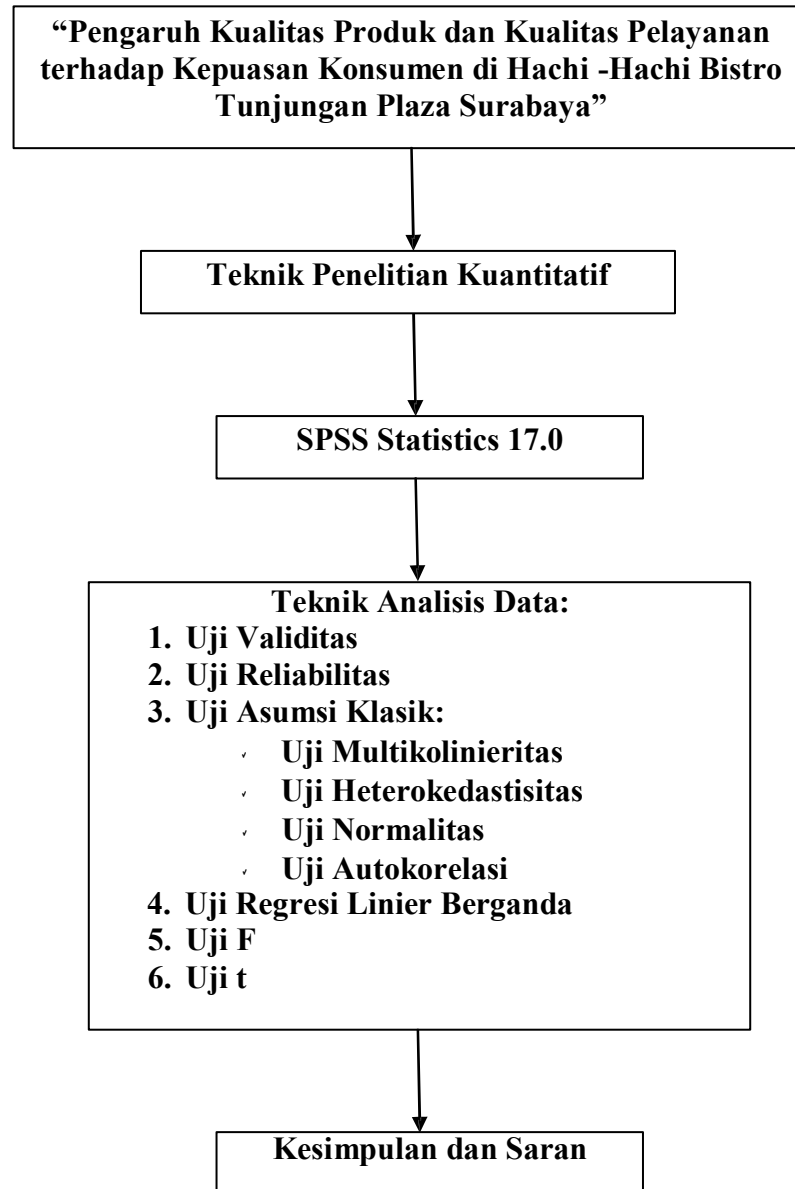 “Pengaruh Kualitas Produk dan Kualitas Pelayanan
terhadap Kepuasan Konsumen di Hachi -Hachi Bistro
Tunjungan Plaza Surabaya”
Teknik Penelitian Kuantitatif
SPSS Statistics 17.0
Teknik Analisis Data:
1. Uji Validitas
2. Uji Reliabilitas
3. Uji Asumsi Klasik:
✓ Uji Multikolinieritas
✓ Uji Heterokedastisitas
✓ Uji Normalitas
✓ Uji Autokorelasi
4. Uji Regresi Linier Berganda
5. Uji F
6. Uji t
Kesimpulan dan Saran